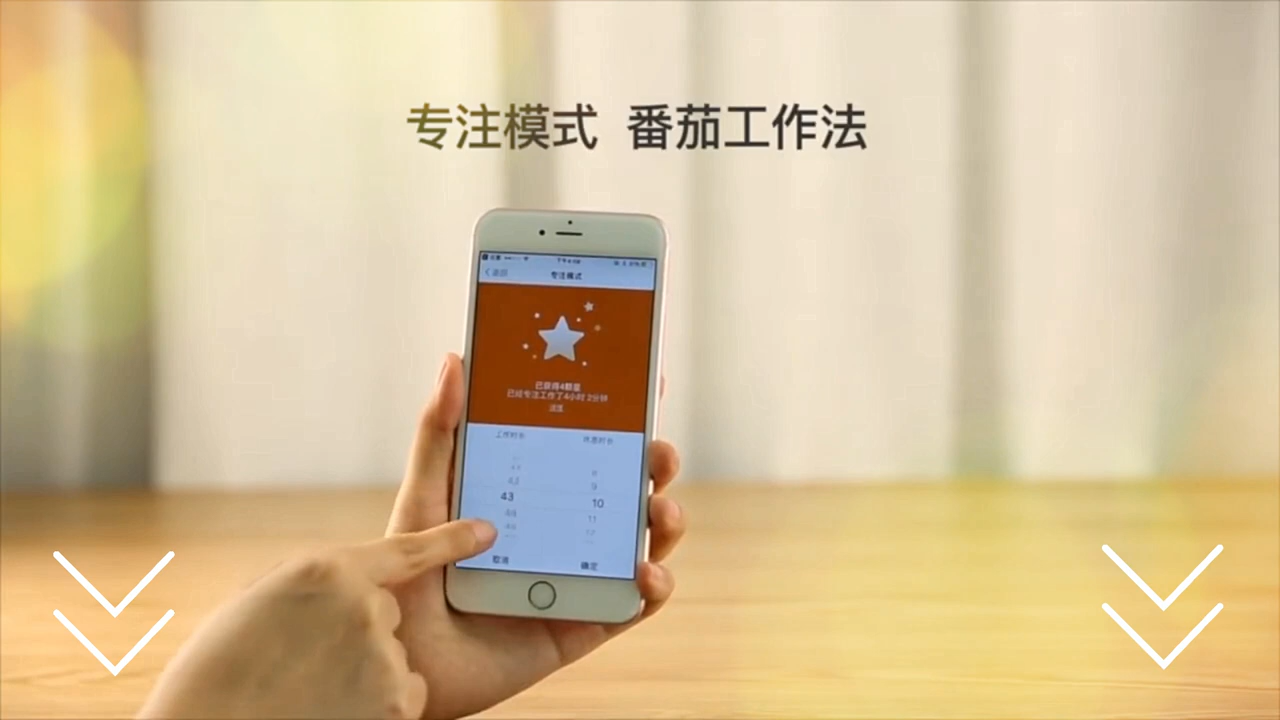 专注模式 番茄工作法
专注模式
已获得4颗星
已经专注工作了4小时 2分钟
工作时长 休息时长
9
43 10
11
12
取消 确定